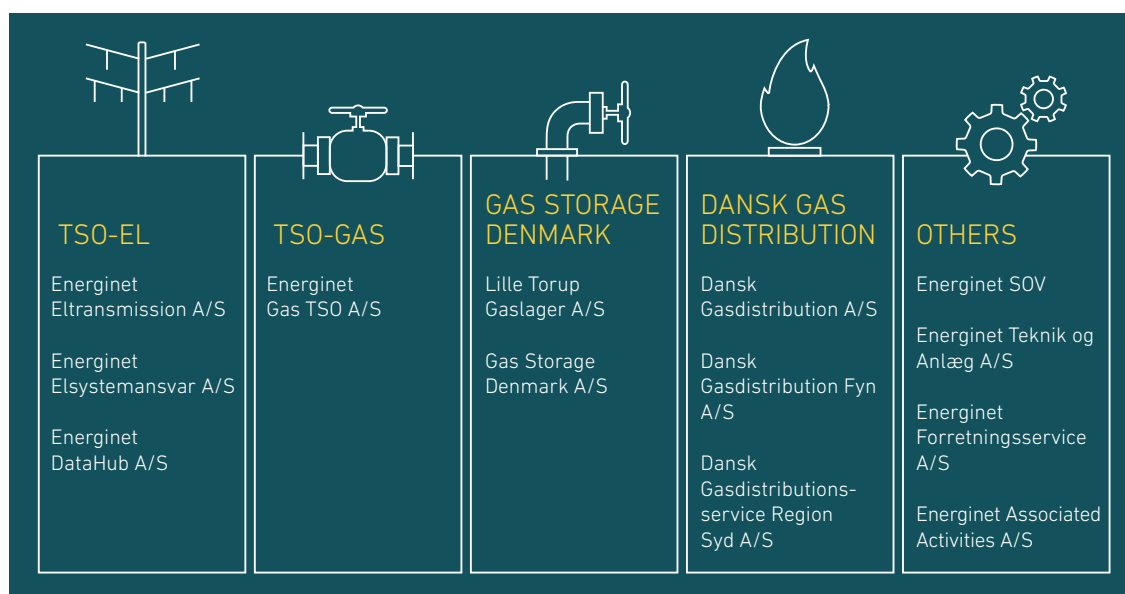 TSO-EL
Energinet
Eltransmission A/S
Energinet
Elsystemansvar A/S
Energinet
DataHub A/S
TSO-GAS
Energinet
Gas TSO A/S
GAS STORAGE
DENMARK
Lille Torup
Gaslager A/S
Gas Storage
Denmark A/S
DANSK GAS
DISTRIBUTION
Dansk
Gasdistribution A/S
Dansk
Gasdistribution Fyn
A/S
Dansk
Gasdistributions-
service Region
Syd A/S
OTHERS
Energinet SOV
Energinet Teknik og
Anlæg A/S
Energinet
Forretningsservice
A/S
Energinet Associated
Activities A/S